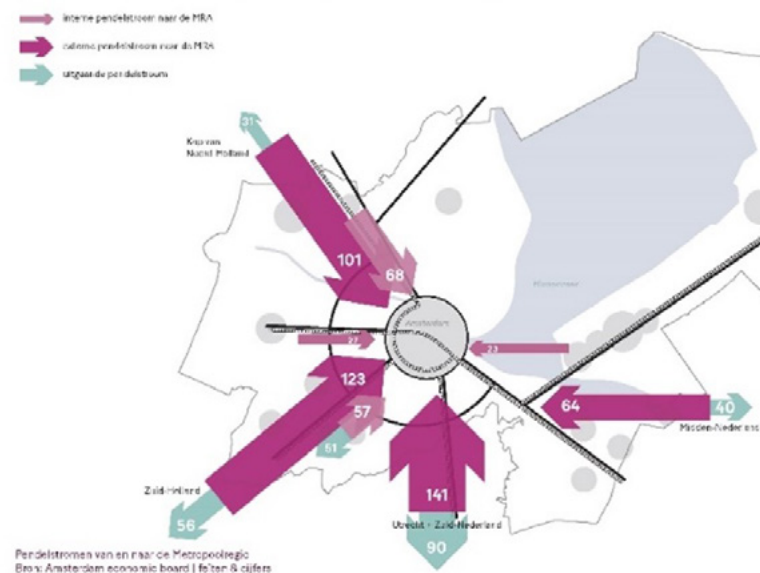 interne pendelstroom naar de MRA
externe pendelstroom naar de MRA
uitgaande pendelstroom
31
Kop van
Noord Holland
101
68
Amsterdam
27
23
123
57
51
64
40
Midden-Nederland
Zuid-Holland
56
141
Utrecht + Zuid-Nederland
90
Pendelstromen van en naar de Metropoolregio
Bron: Amsterdam economic board | feiten & cijfers